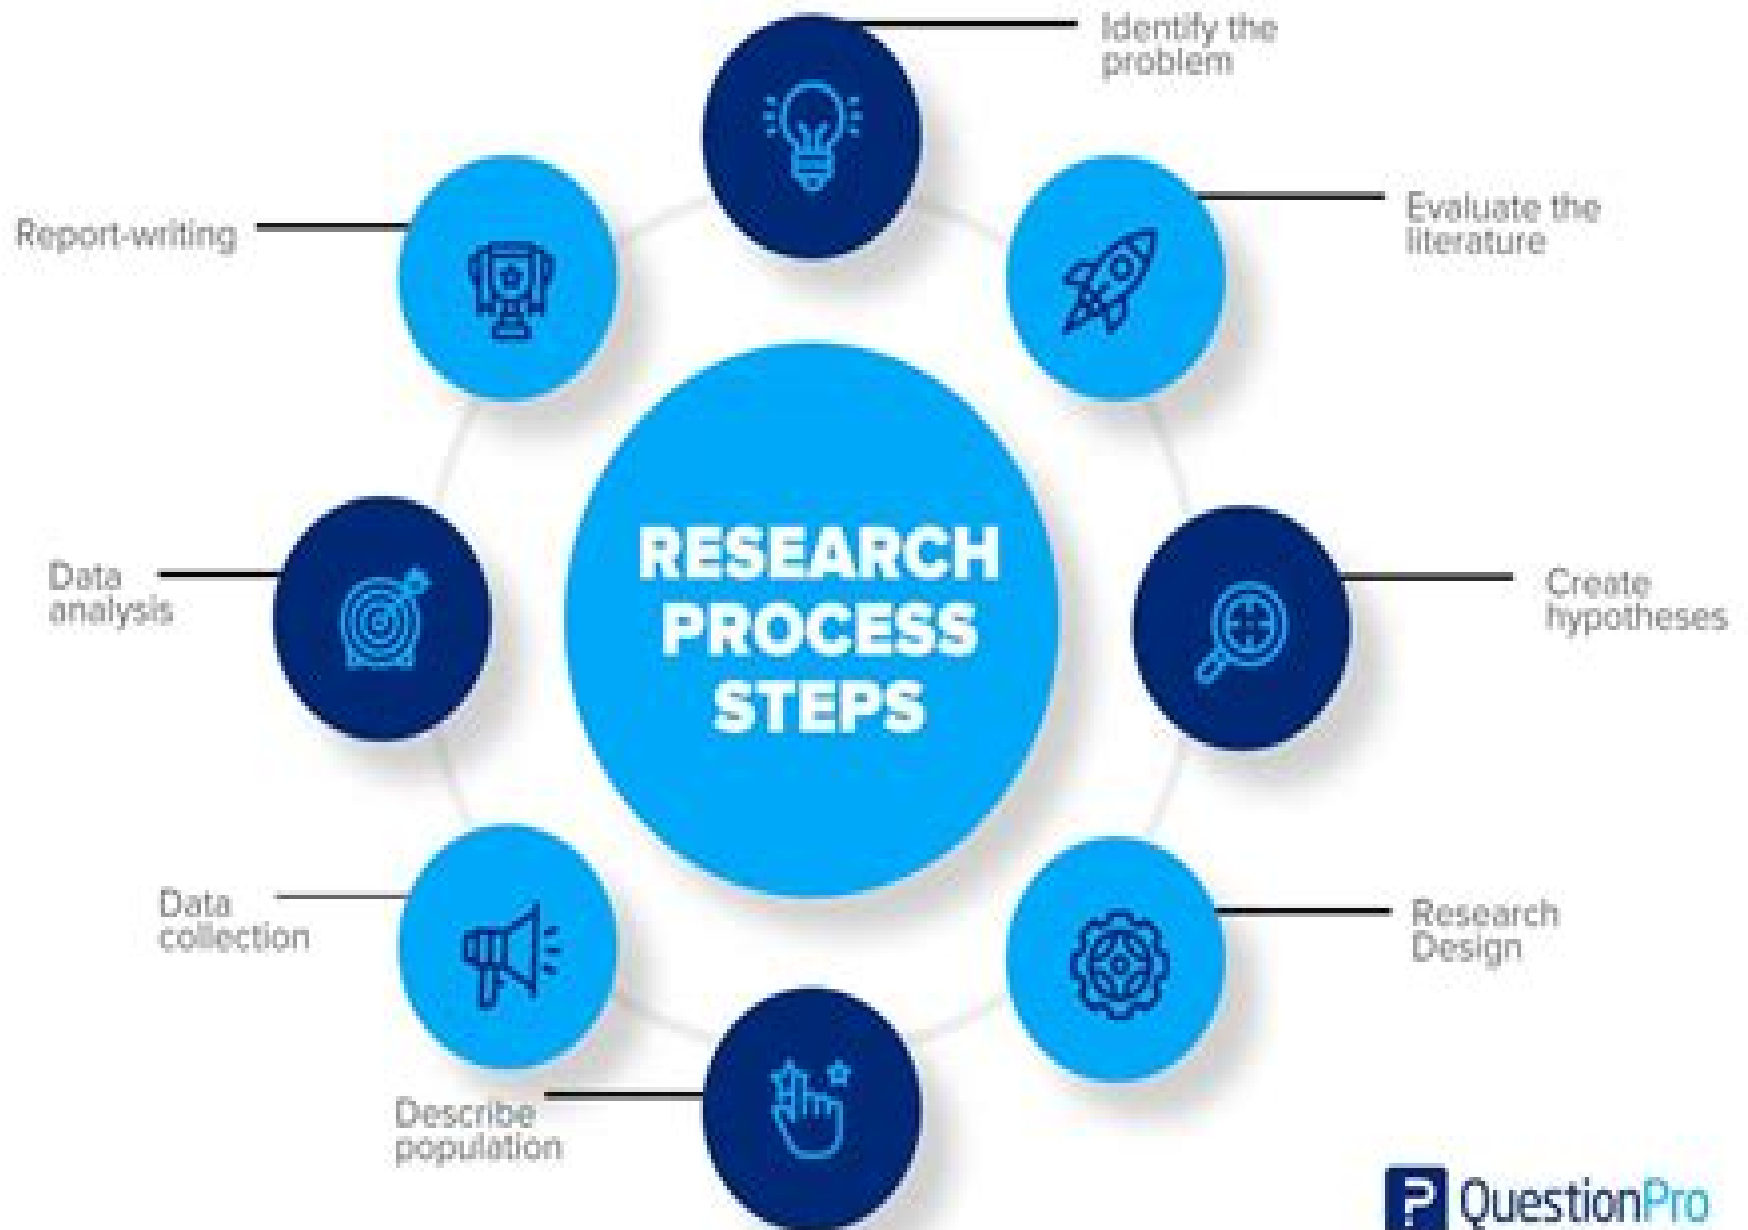 Identify the
problem
Evaluate the
literature
Create
hypotheses
Research
Design
Describe
population
Data
collection
Data
analysis
Report-writing
RESEARCH
PROCESS
STEPS
QuestionPro